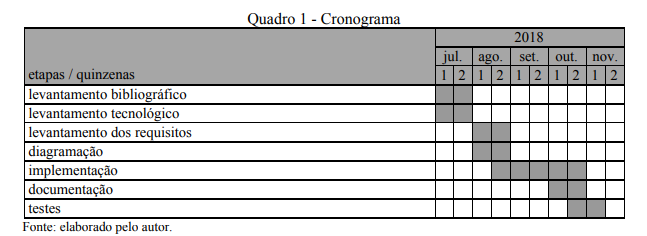 Quadro 1 - Cronograma
2018
jul. ago. set. out. nov.
etapas / quinzenas 1 2 1 2 1 2 1 2 1 2
levantamento bibliográfico
levantamento tecnológico
levantamento dos requisitos
diagramação
implementação
documentação
testes
Fonte: elaborado pelo autor.